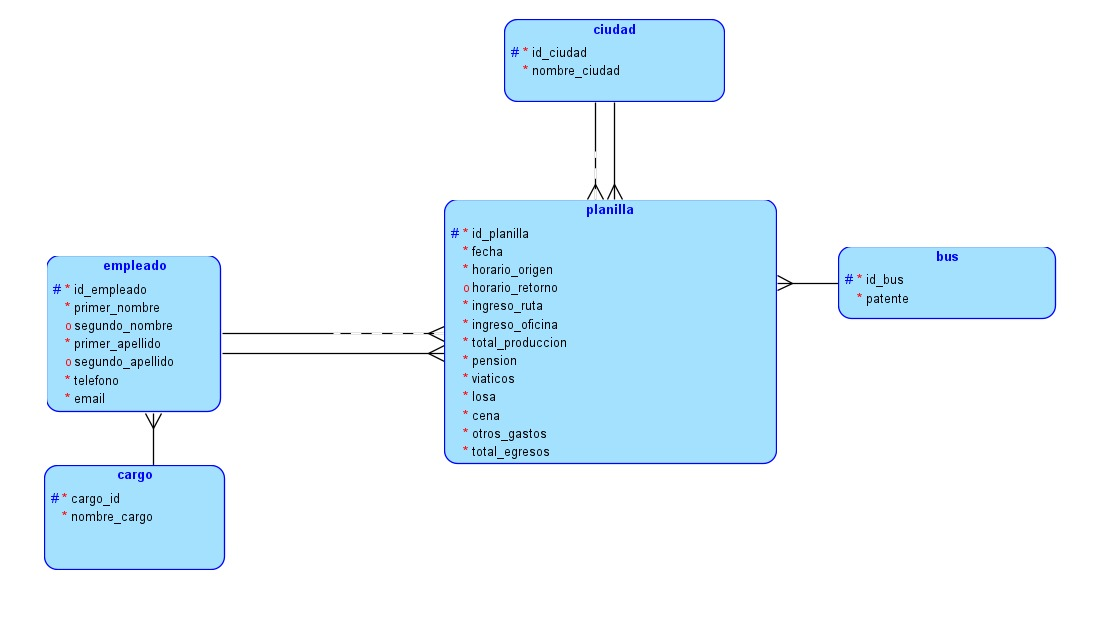 ciudad
# * id_ciudad
* nombre_ciudad
planilla
# * id_planilla
* fecha
* horario_origen
o horario_retorno
* ingreso_ruta
* ingreso_oficina
* total_produccion
* pension
* viaticos
* losa
* cena
* otros_gastos
* total_egresos
empleado
# * id_empleado
* primer_nombre
o segundo_nombre
* primer_apellido
o segundo_apellido
* telefono
* email
bus
# * id_bus
* patente
cargo
# * cargo_id
* nombre_cargo